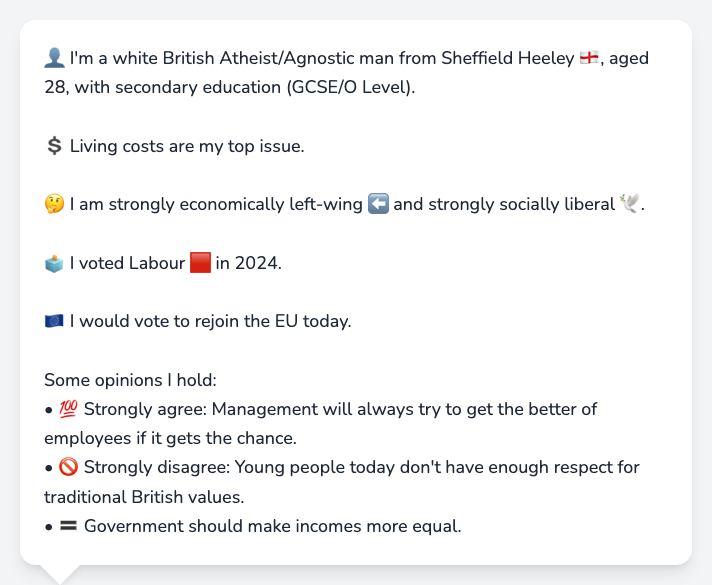 👤 I'm a white British Atheist/Agnostic man from Sheffield Heeley 🏴󠁧󠁢󠁥󠁮󠁧󠁿, aged
28, with secondary education (GCSE/O Level).
💲 Living costs are my top issue.
🤔 I am strongly economically left-wing ⬅️ and strongly socially liberal 🕊️.
🗳️ I voted Labour 🟥 in 2024.
🇪🇺 I would vote to rejoin the EU today.
Some opinions I hold:
• 💯 Strongly agree: Management will always try to get the better of
employees if it gets the chance.
• 🚫 Strongly disagree: Young people today don't have enough respect for
traditional British values.
• 🟰 Government should make incomes more equal.